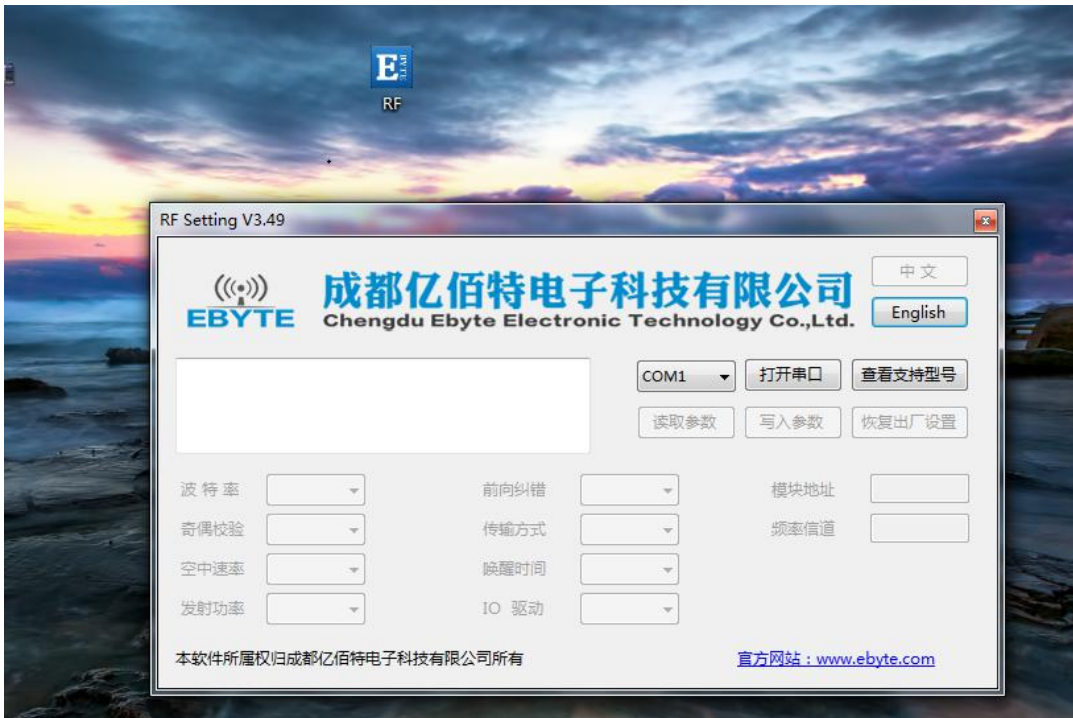 E BYTE
RF
RF Setting V3.49
EBYTE
成都亿佰特电子科技有限公司
Chengdu Ebyte Electronic Technology Co.,Ltd.
中文
English
COM1 打开串口 查看支持型号
读取参数 写入参数 恢复出厂设置
波特率 前向纠错 模块地址
奇偶校验 传输方式 频率信道
空中速率 唤醒时间
发射功率 IO 驱动
本软件所属权归成都亿佰特电子科技有限公司所有 官方网站：www.ebyte.com